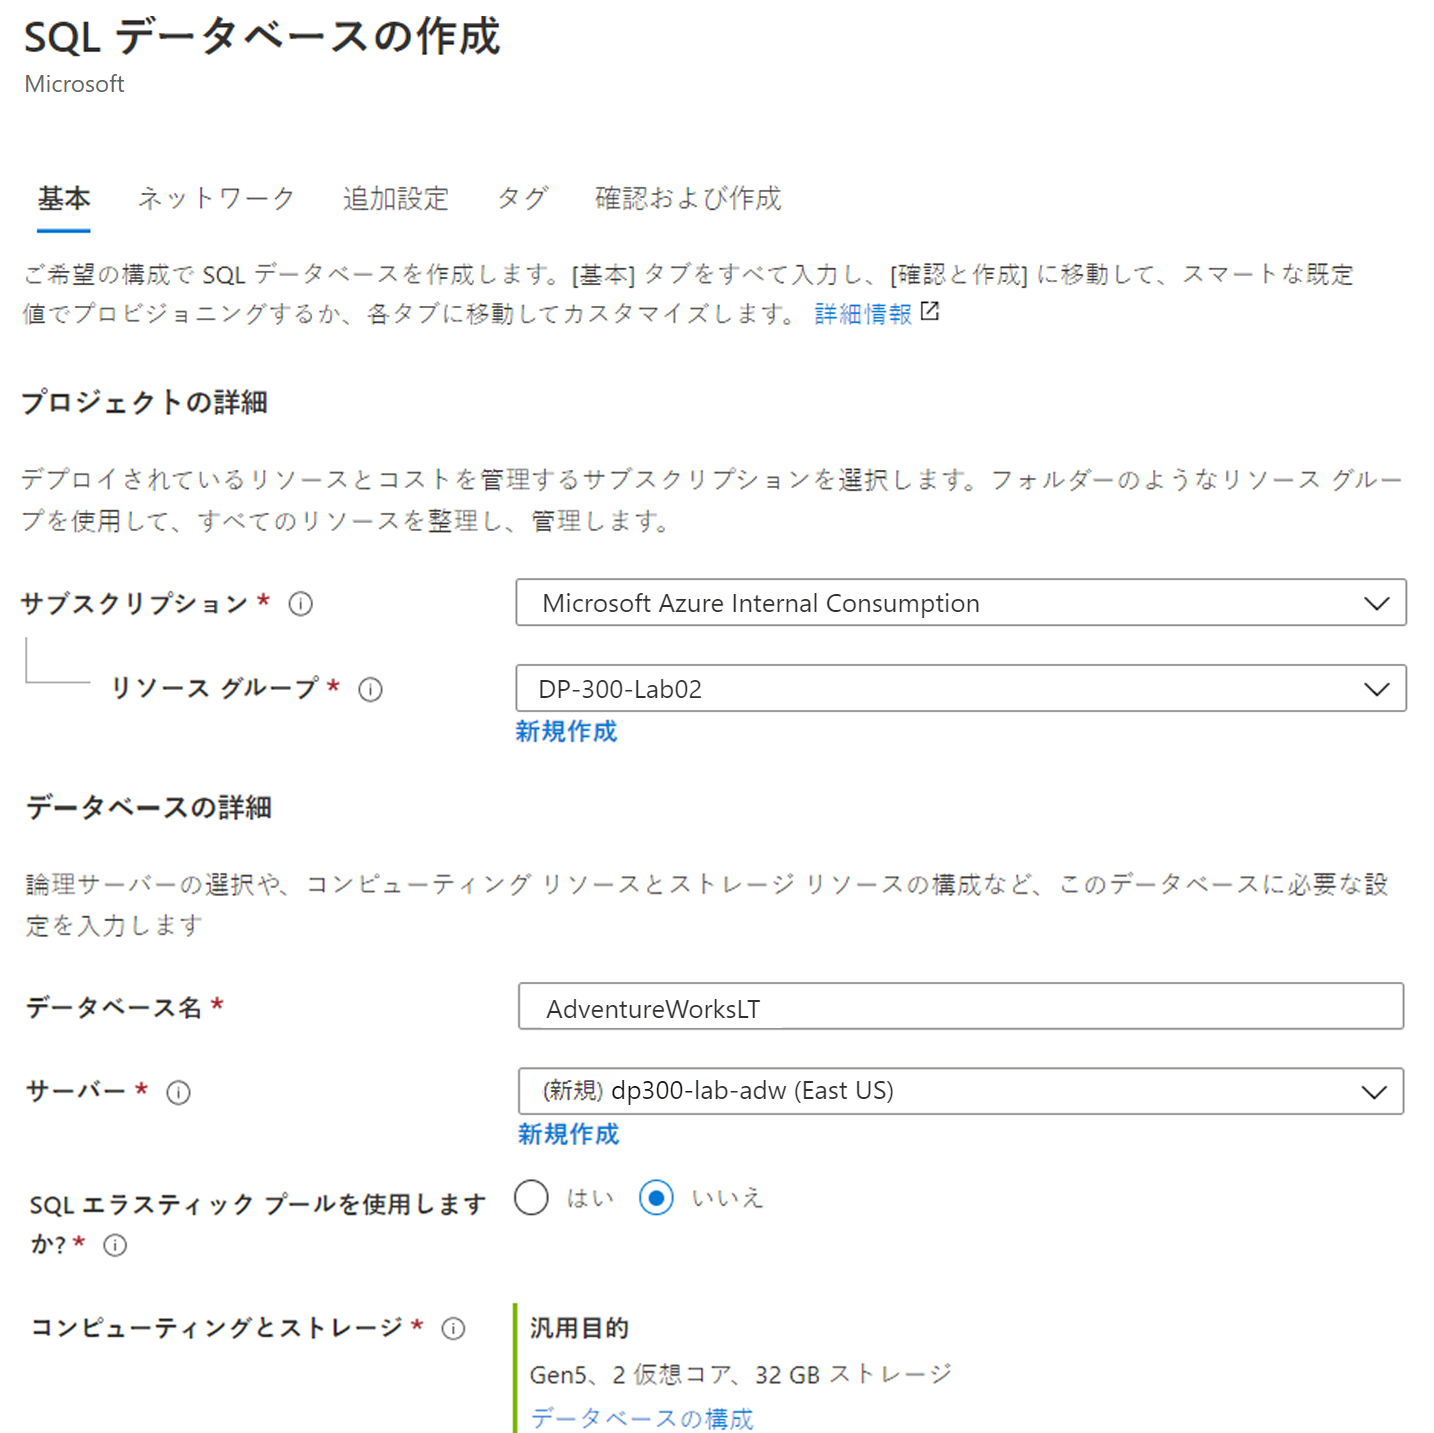 SQL データベースの作成
Microsoft
基本 ネットワーク 追加設定 タグ 確認および作成
ご希望の構成で SQL データベースを作成します。[基本] タブをすべて入力し、[確認と作成] に移動して、スマートな既定
値でプロビジョニングするか、各タブに移動してカスタマイズします。 詳細情報
プロジェクトの詳細
デプロイされているリソースとコストを管理するサブスクリプションを選択します。フォルダーのようなリソース グルー
プを使用して、すべてのリソースを整理し、管理します。
サブスクリプション * Microsoft Azure Internal Consumption
リソース グループ * DP-300-Lab02
新規作成
データベースの詳細
論理サーバーの選択や、コンピューティング リソースとストレージ リソースの構成など、このデータベースに必要な設
定を入力します
データベース名 * AdventureWorksLT
サーバー * (新規) dp300-lab-adw (East US)
新規作成
SQL エラスティック プールを使用します はい いいえ
か? *
コンピューティングとストレージ * 汎用目的
Gen5、2 仮想コア、32 GB ストレージ
データベースの構成